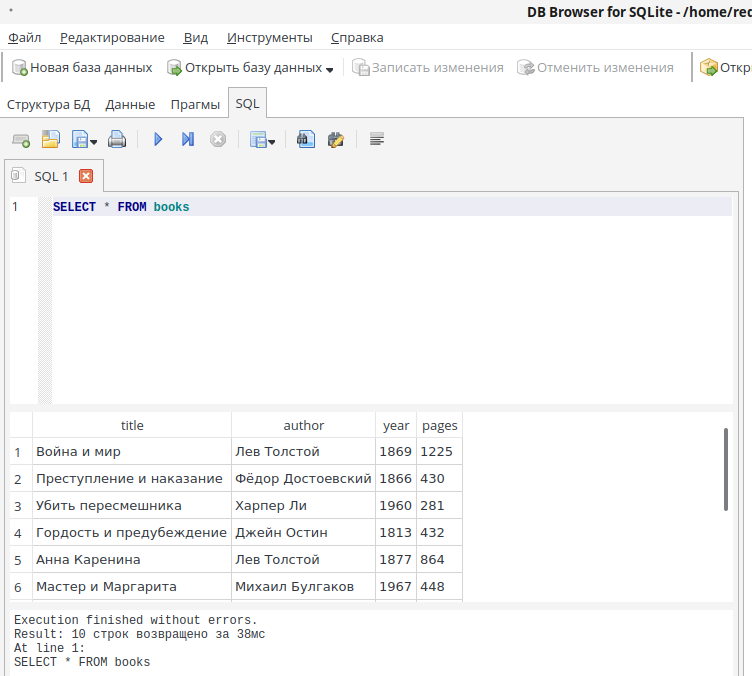 DB Browser for SQLite - /home/rec
Файл Редактирование Вид Инструменты Справка
Новая база данных Открыть базу данных Записать изменения Отменить изменения
Структура БД Данные Прагмы SQL
SQL 1
1 SELECT * FROM books
title author year pages
1 Война и мир Лев Толстой 1869 1225
2 Преступление и наказание Фёдор Достоевский 1866 430
3 Убить пересмешника Харпер Ли 1960 281
4 Гордость и предубеждение Джейн Остин 1813 432
5 Анна Каренина Лев Толстой 1877 864
6 Мастер и Маргарита Михаил Булгаков 1967 448
Execution finished without errors.
Result: 10 строк возвращено за 38мс
At line 1:
SELECT * FROM books